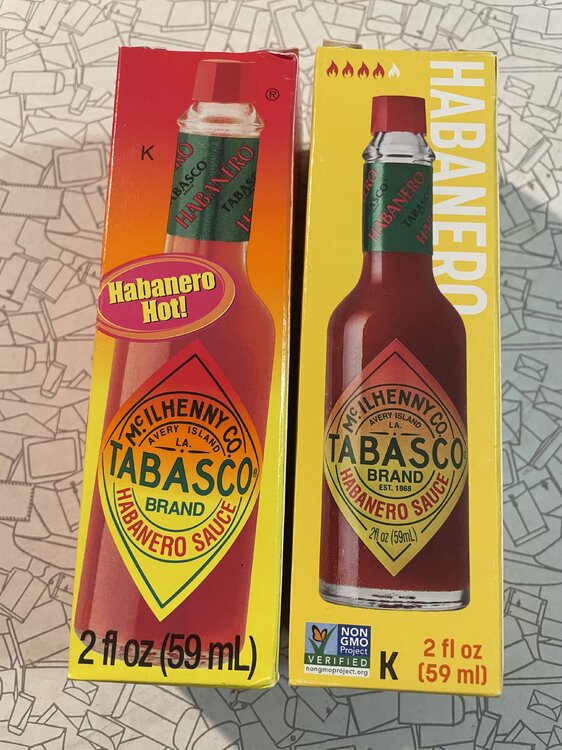 ®
K
HABANERO
TABASCO
HABANERO
TABASCO
Habanero
Hot!
McILHENNY CO.
AVERY ISLAND
LA.
TABASCO®
BRAND
HABANERO SAUCE
2 fl oz (59 mL)
HABANERO
HABANERO
TABASCO
McILHENNY CO.
AVERY ISLAND
LA.
TABASCO
BRAND
EST. 1868
HABANERO SAUCE
2 fl oz (59mL)
NON
GMO
Project
VERIFIED
nongmoproject.org
K
2 fl oz
(59 ml)